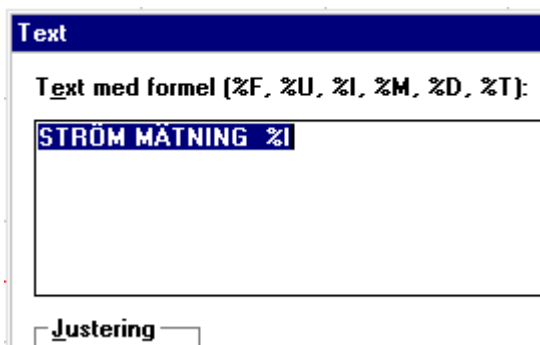 Text
Text med formel (%F, %U, %I, %M, %D, %T):
STRÖM MÄTNING  %I
Justering